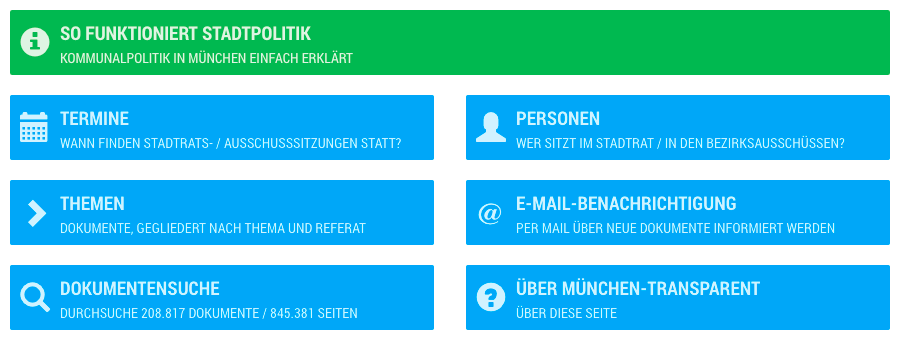 SO FUNKTIONIERT STADTPOLITIK
KOMMUNALPOLITIK IN MÜNCHEN EINFACH ERKLÄRT
TERMINE
WANN FINDEN STADTRATS- / AUSSCHUSSSITZUNGEN STATT?
PERSONEN
WER SITZT IM STADTRAT / IN DEN BEZIRKSAUSSCHÜSSEN?
THEMEN
DOKUMENTE, GEGLIEDERT NACH THEMA UND REFERAT
@
E-MAIL-BENACHRICHTIGUNG
PER MAIL ÜBER NEUE DOKUMENTE INFORMIERT WERDEN
DOKUMENTENSUCHE
DURCHSUCHE 208.817 DOKUMENTE / 845.381 SEITEN
ÜBER MÜNCHEN-TRANSPARENT
ÜBER DIESE SEITE